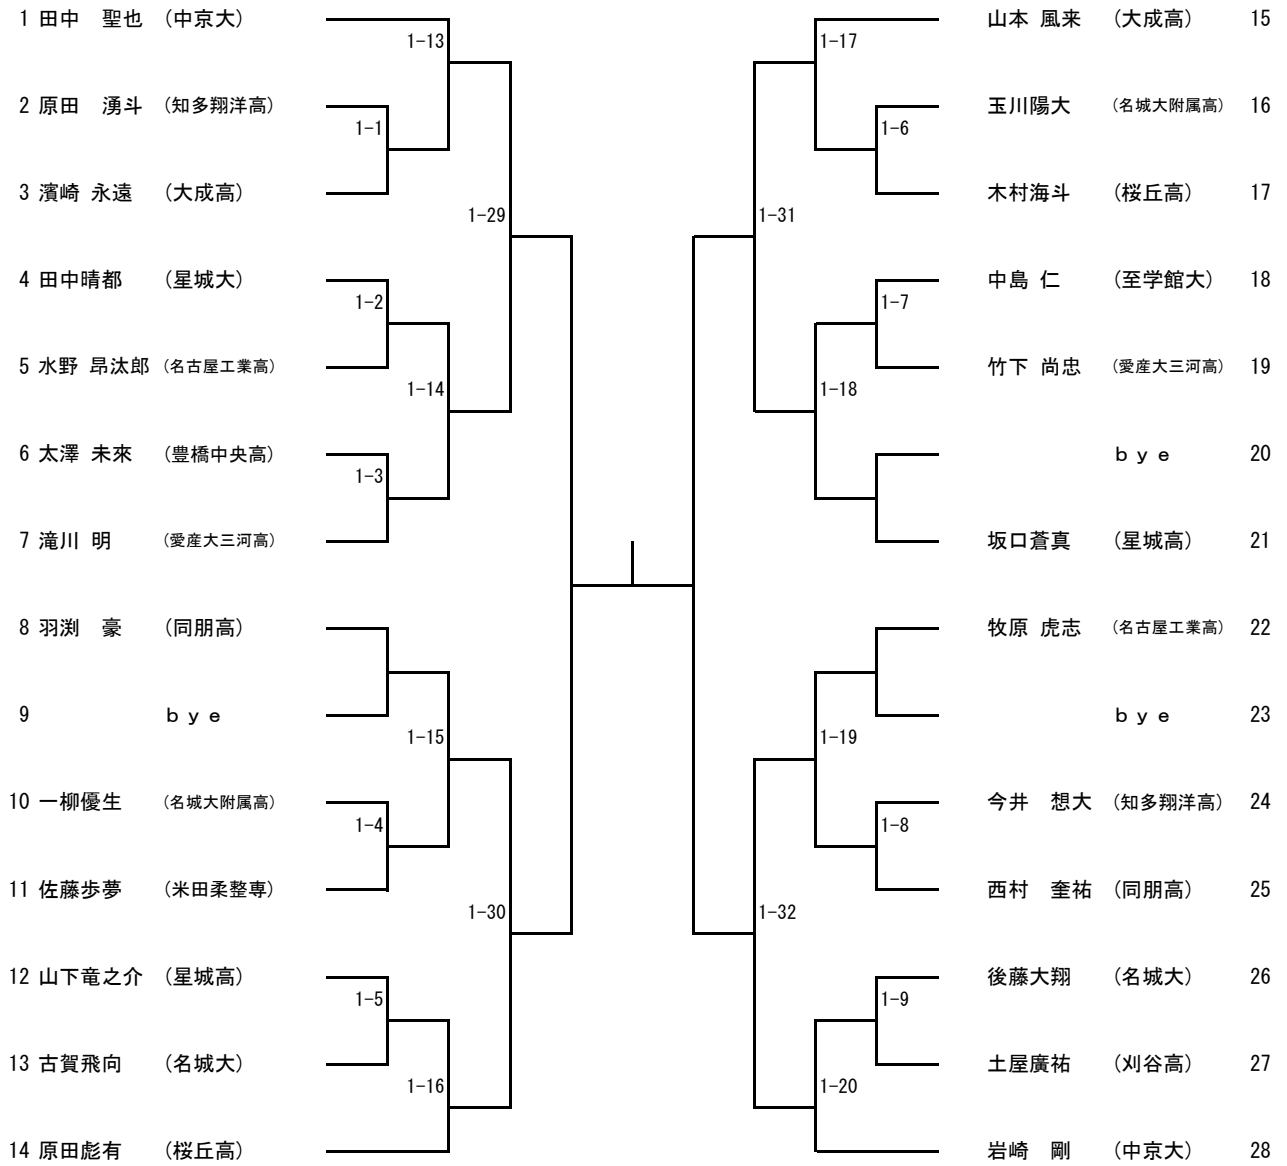 1 田中　聖也 (中京大)
1-13
2 原田　湧斗 (知多翔洋高)
1-1
3 濱崎 永遠 (大成高)
1-29
4 田中晴都 (星城大)
1-2
5 水野 昂汰郎 (名古屋工業高)
1-14
6 太澤 未來 (豊橋中央高)
1-3
7 滝川 明 (愛産大三河高)
8 羽渕　豪 (同朋高)
9 ｂｙｅ
1-15
10 一柳優生 (名城大附属高)
1-4
11 佐藤歩夢 (米田柔整専)
1-30
12 山下竜之介 (星城高)
1-5
13 古賀飛向 (名城大)
1-16
14 原田彪有 (桜丘高)
山本 風来 (大成高) 15
1-17
玉川陽大 (名城大附属高) 16
1-6
木村海斗 (桜丘高) 17
1-31
中島 仁 (至学館大) 18
1-7
竹下 尚忠 (愛産大三河高) 19
1-18
ｂｙｅ 20
坂口蒼真 (星城高) 21
牧原 虎志 (名古屋工業高) 22
ｂｙｅ 23
1-19
今井　想大 (知多翔洋高) 24
1-8
西村　奎祐 (同朋高) 25
1-32
後藤大翔 (名城大) 26
1-9
土屋廣祐 (刈谷高) 27
1-20
岩崎　剛 (中京大) 28